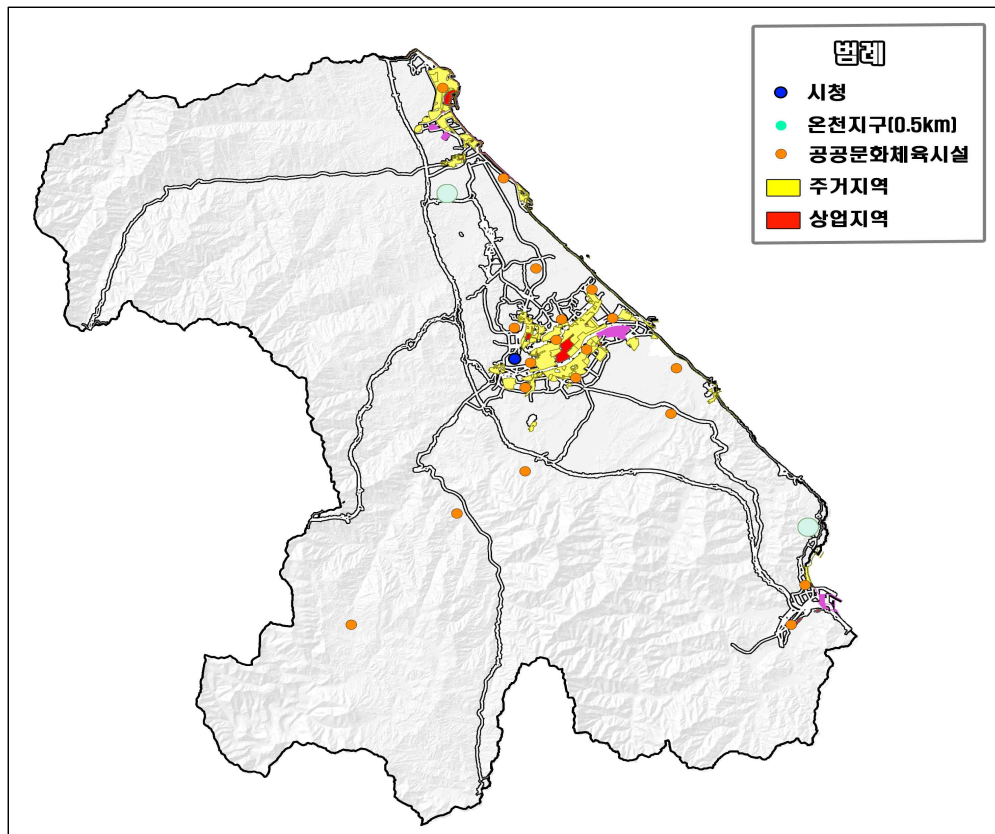 범례
시청
온천지구(0.5km)
공공문화체육시설
주거지역
상업지역